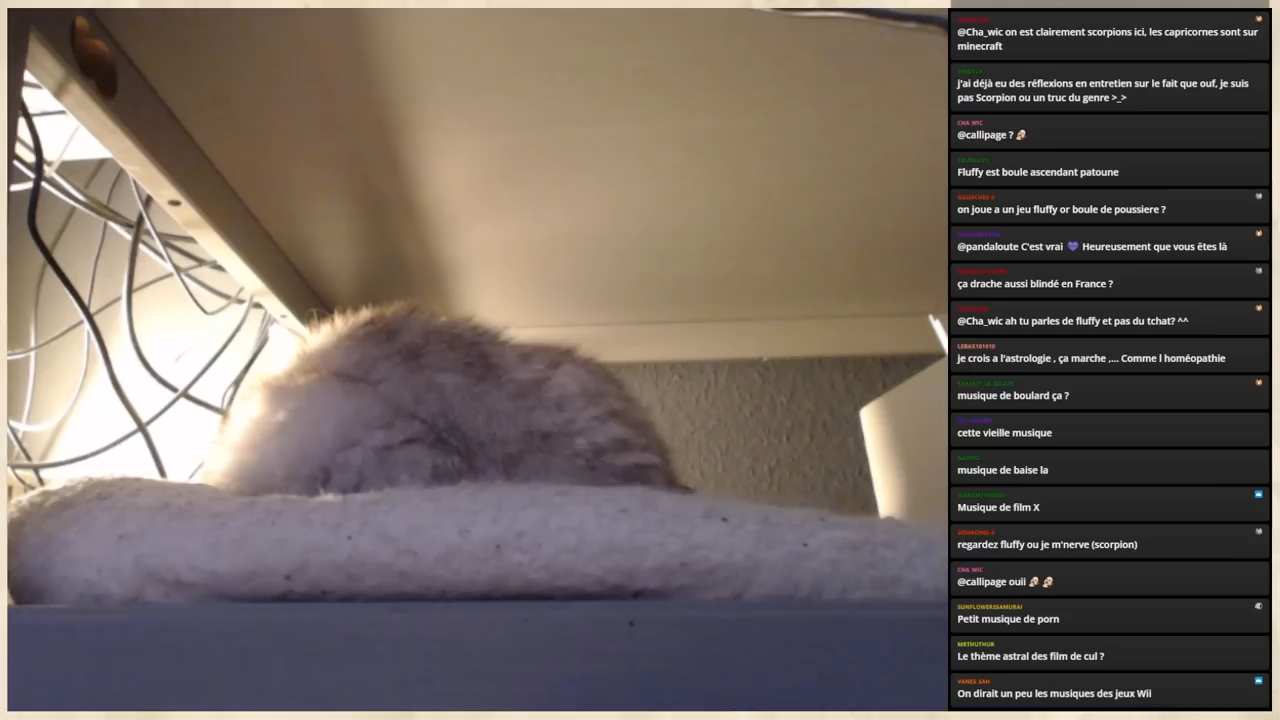 @Cha_wic on est clairement scorpions ici, les capricornes sont sur
minecraft
j'ai déjà eu des réflexions en entretien sur le fait que ouf, je suis
pas Scorpion ou un truc du genre >_>
CHA WIC
@callipage ?
Fluffy est boule ascendant patoune
on joue a un jeu fluffy or boule de poussiere ?
@pandaloute C'est vrai 💜 Heureusement que vous êtes là
ça drache aussi blindé en France ?
@Cha_wic ah tu parles de fluffy et pas du tchat? ^^
LEBAX101010
je crois a l'astrologie , ça marche ,... Comme l homéopathie
musique de boulard ça ?
cette vieille musique
musique de baise la
Musique de film X
regardez fluffy ou je m'nerve (scorpion)
CHA WIC
@callipage ouii
SUNFLOWERSSAMURAI
Petit musique de porn
MRTHUTHUR
Le thème astral des film de cul ?
VANES SAH
On dirait un peu les musiques des jeux Wii